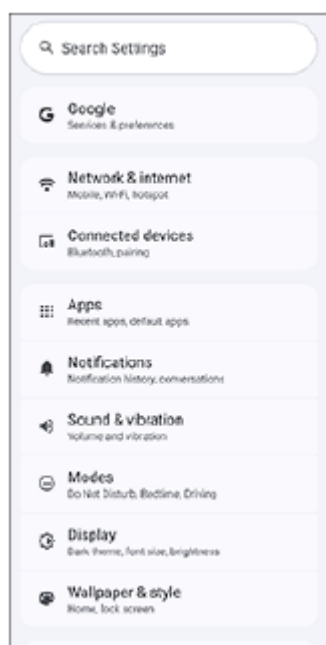 Search Settings
Google
Services & preferences
Network & internet
Mobile, Wi-Fi, hotspot
Connected devices
Bluetooth, pairing
Apps
Recent apps, default apps
Notifications
Notification history, conversations
Sound & vibration
Volume and vibration
Modes
Do Not Disturb, Bedtime, Driving
Display
Dark theme, font size, brightness
Wallpaper & style
Home, lock screen